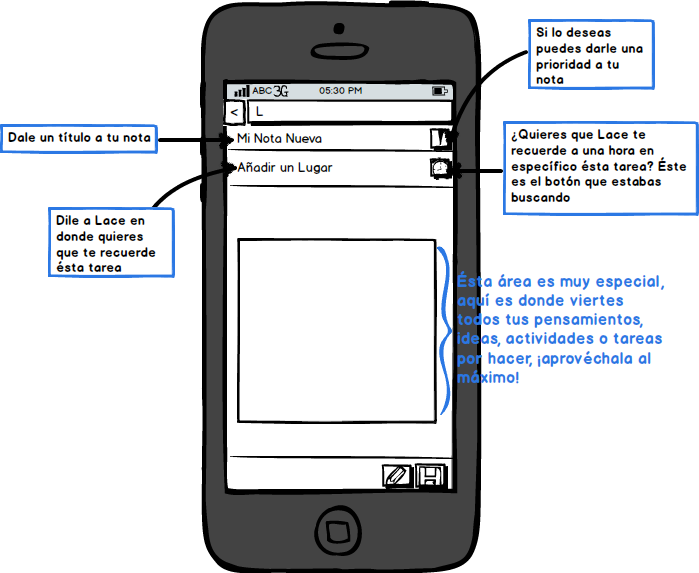 Si lo deseas
puedes darle una
prioridad a tu
nota
ABC 3G 05:30 PM
< L
Dale un título a tu nota
Mi Nota Nueva
¿Quieres que Lace te
recuerde a una hora en
específico ésta tarea? Éste
es el botón que estabas
buscando
Añadir un Lugar
Dile a Lace en
donde quieres
que te recuerde
ésta tarea
Ésta área es muy especial,
aquí es donde viertes
todos tus pensamientos,
ideas, actividades o tareas
por hacer, ¡aprovéchala al
máximo!